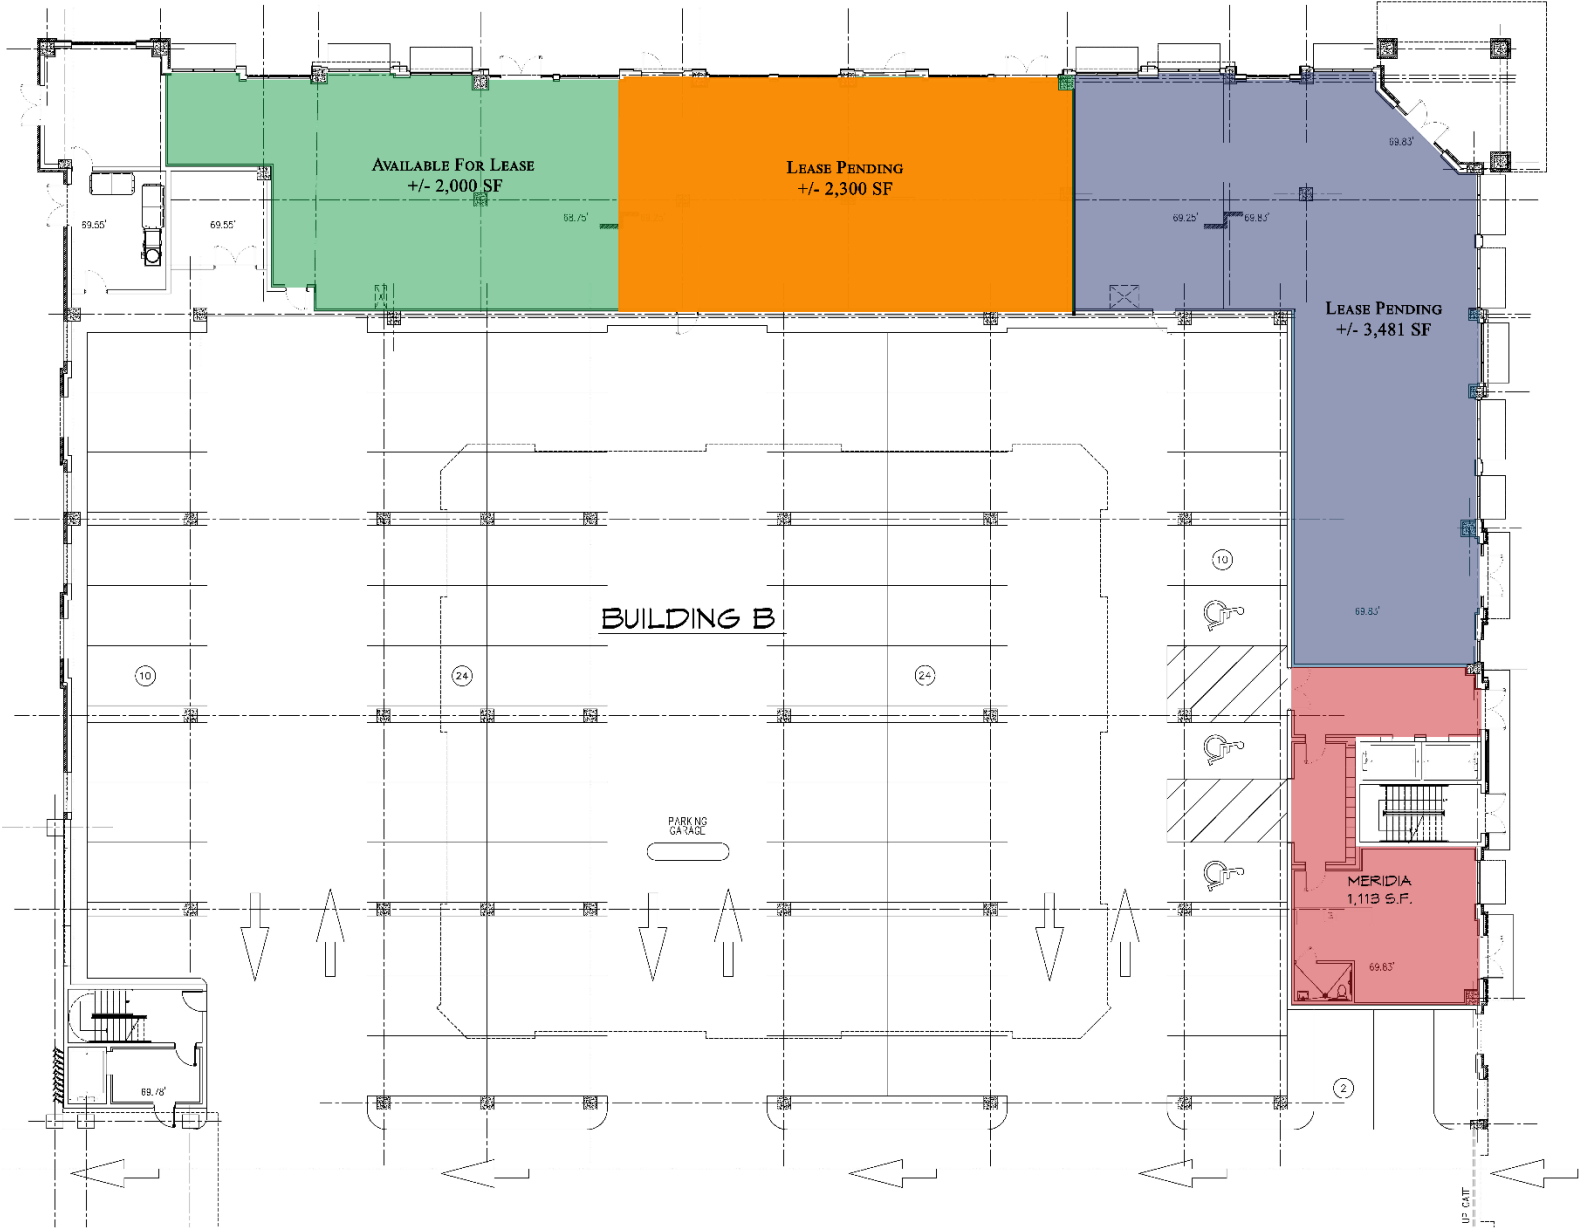 69.83'
AVAILABLE FOR LEASE
+/- 2,000 SF
LEASE PENDING
+/- 2,300 SF
69.55'
69.55'
68.75'
69.25'
69.83'
LEASE PENDING
+/- 3,481 SF
10
69.83'
BUILDING B
10
24
24
PARKING
GARAGE
MERIDIA
1,113 S.F.
69.83'
69.78'
2